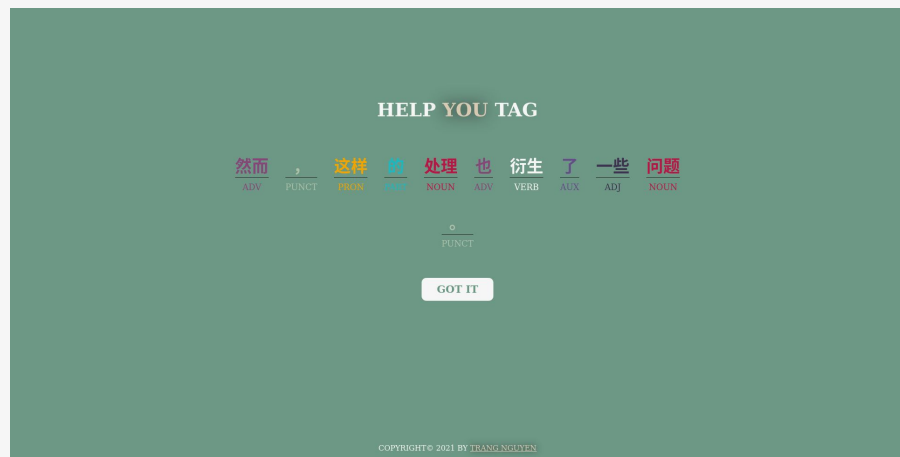 HELP YOU TAG
然而 ， 这样 的 处理 也 衍生 了 一些 问题
ADV PUNCT PRON NOUN ADV VERB AUX ADJ NOUN
。
PUNCT
GOT IT
COPYRIGHT© 2021 BY TRANG NGUYEN